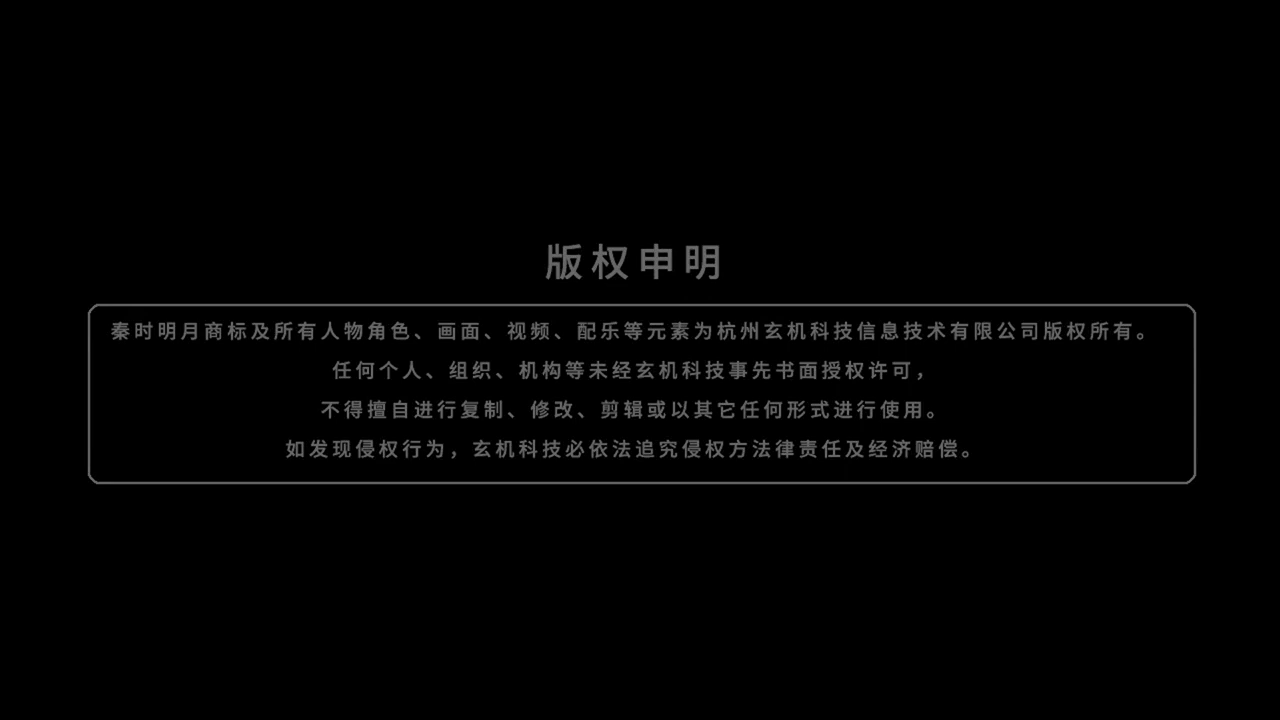 版权申明
秦时明月商标及所有人物角色、画面、视频、配乐等元素为杭州玄机科技信息技术有限公司版权所有。
任何个人、组织、机构等未经玄机科技事先书面授权许可，
不得擅自进行复制、修改、剪辑或以其它任何形式进行使用。
如发现侵权行为，玄机科技必依法追究侵权方法律责任及经济赔偿。